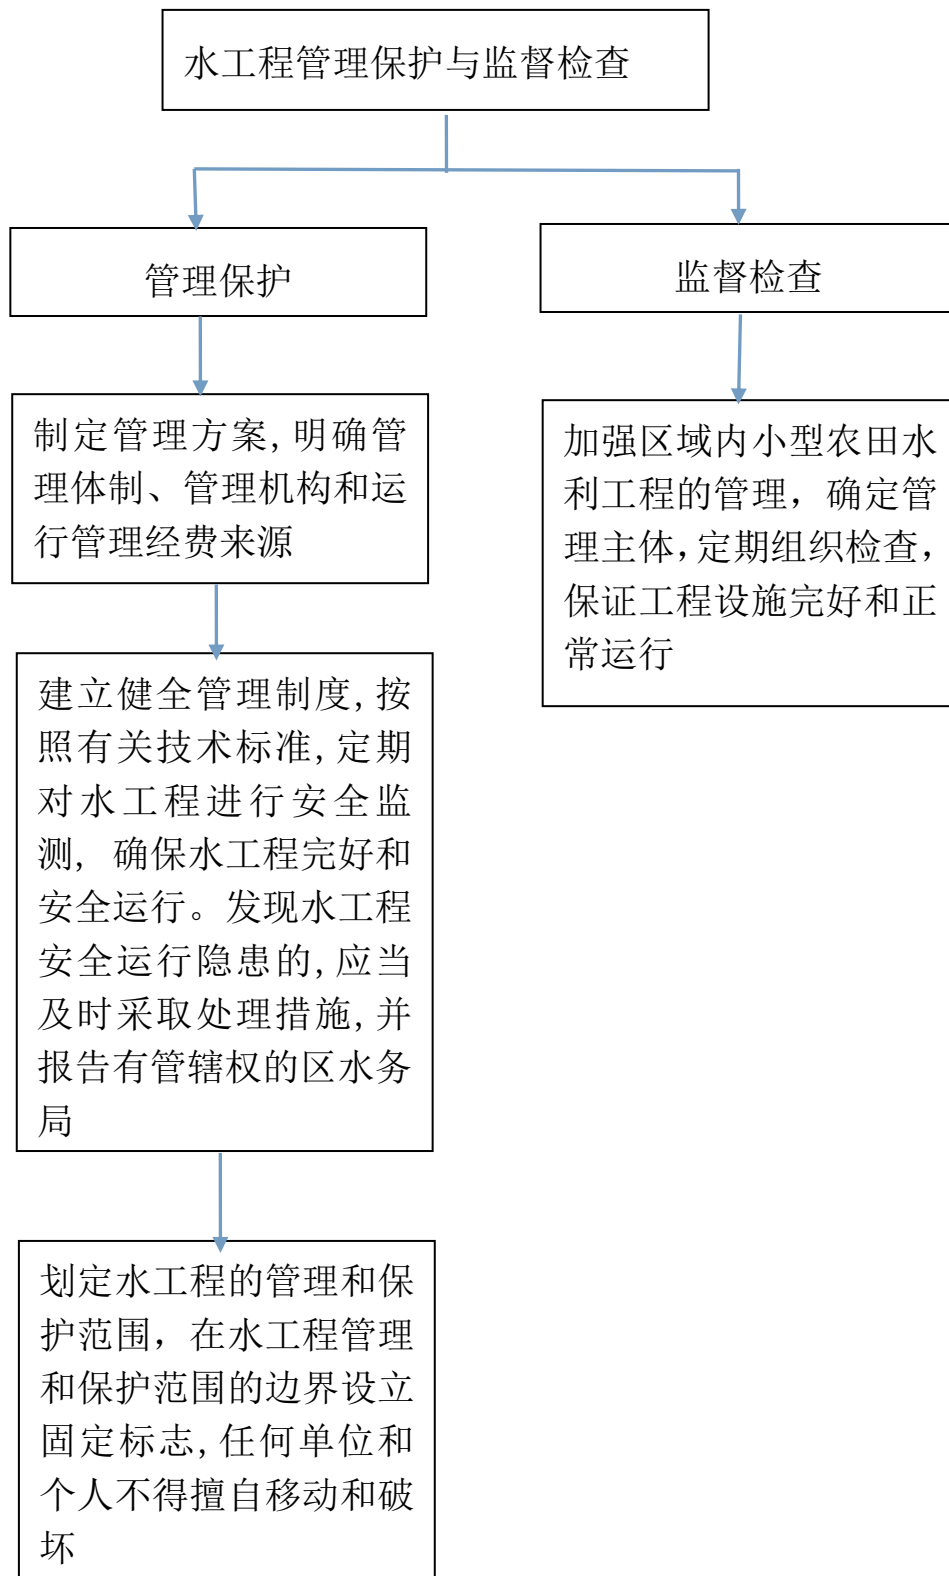 水工程管理保护与监督检查
管理保护
监督检查
制定管理方案,明确管
理体制、管理机构和运
行管理经费来源
加强区域内小型农田水
利工程的管理，确定管
理主体,定期组织检查，
保证工程设施完好和正
常运行
建立健全管理制度,按
照有关技术标准,定期
对水工程进行安全监
测, 确保水工程完好和
安全运行。发现水工程
安全运行隐患的,应当
及时采取处理措施,并
报告有管辖权的区水务
局
划定水工程的管理和保
护范围，在水工程管理
和保护范围的边界设立
固定标志,任何单位和
个人不得擅自移动和破
坏